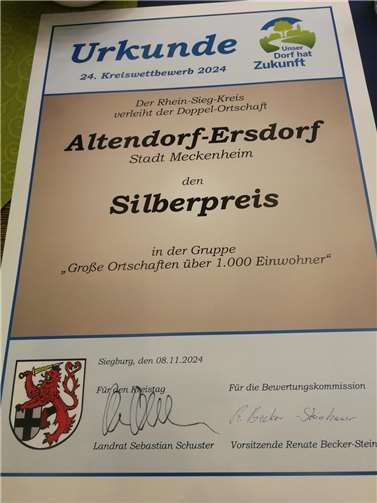 Urkunde
24. Kreiswettbewerb 2024
Unser
Dorf hat
Zukunft
Der Rhein-Sieg-Kreis
verleiht der Doppel-Ortschaft
Altendorf-Ersdorf
Stadt Meckenheim
den
Silberpreis
in der Gruppe
„Große Ortschaften über 1.000 Einwohner“
Siegburg, den 08.11.2024
Für den Kreistag
Für die Bewertungskommission
R. Becker-Steinhauer
Landrat Sebastian Schuster
Vorsitzende Renate Becker-Stein